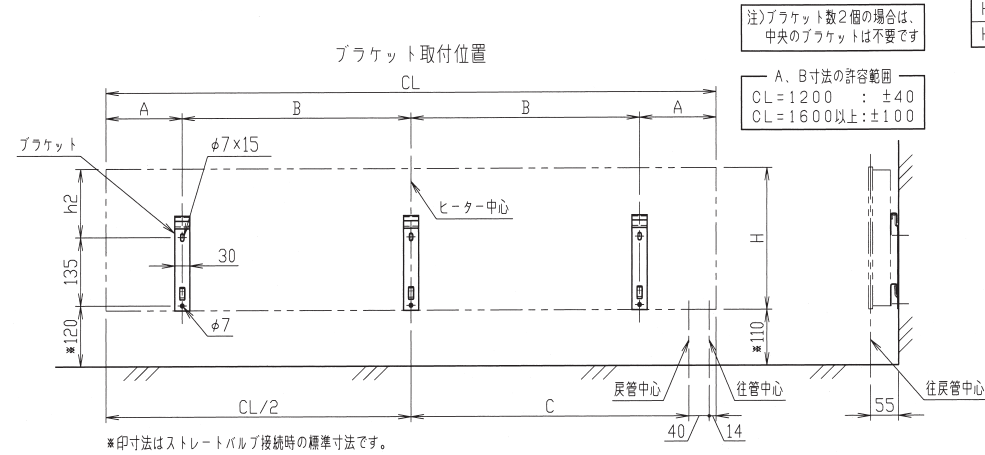 注)ブラケット数2個の場合は、
中央のブラケットは不要です
ブラケット取付位置
A、B寸法の許容範囲
CL=1200 : ±40
CL=1600以上:±100
CL
A
B
B
A
ブラケット
φ7×15
ヒーター中心
h2
30
135
H
φ7
※120
※110
戻管中心
往管中心
往戻管中心
CL/2
C
40
14
55
※印寸法はストレートバルブ接続時の標準寸法です。